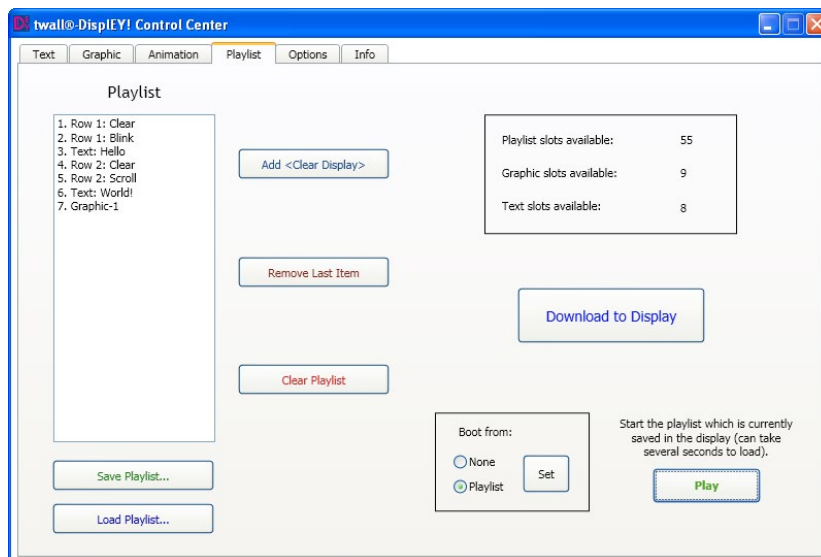 twall®-DisplEY! Control Center
Text Graphic Animation Playlist Options Info
Playlist
1. Row 1: Clear
2. Row 1: Blink
3. Text: Hello
4. Row 2: Clear
5. Row 2: Scroll
6. Text: World!
7. Graphic-1
Add <Clear Display>
Remove Last Item
Clear Playlist
Save Playlist...
Load Playlist...
Playlist slots available: 55
Graphic slots available: 9
Text slots available: 8
Download to Display
Boot from:
None
Playlist
Set
Start the playlist which is currently
saved in the display (can take
several seconds to load).
Play